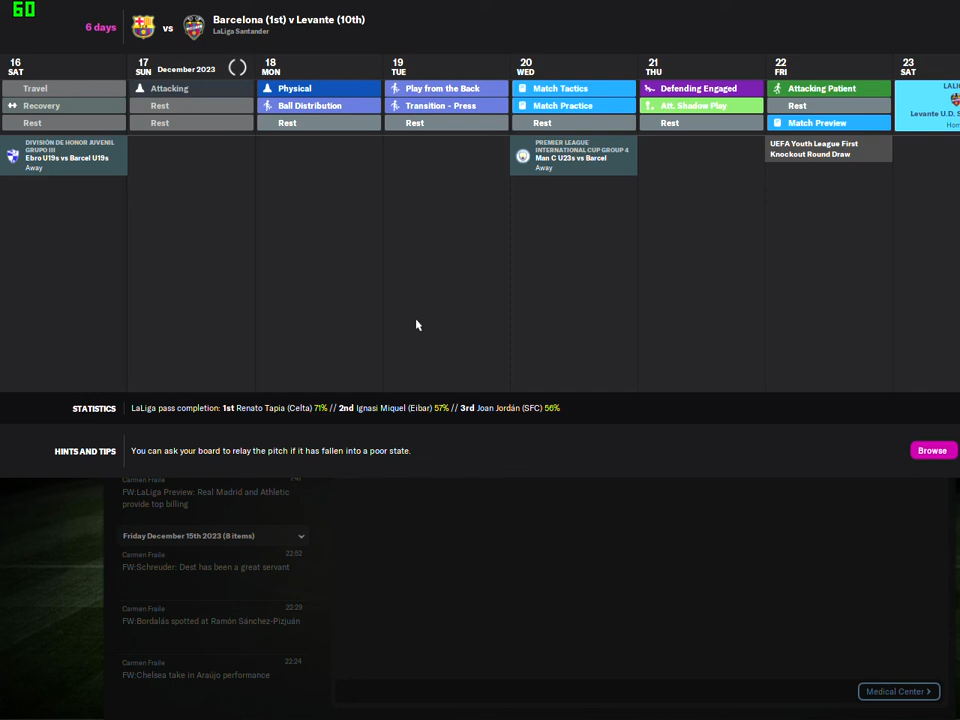 60
6 days
vs
Barcelona (1st) v Levante (10th)
LaLiga Santander
16
SAT
17
SUN December 2023
18
MON
19
TUE
20
WED
21
THU
22
FRI
23
SAT
Travel
Attacking
Physical
Play from the Back
Match Tactics
Defending Engaged
Attacking Patient
Recovery
Rest
Ball Distribution
Transition - Press
Match Practice
Att. Shadow Play
Rest
Rest
Rest
Rest
Rest
Rest
Rest
Match Preview
LALI
Levante U.D. S
Hom
DIVISIÓN DE HONOR JUVENIL
GRUPO III
Ebro U19s vs Barcel U19s
Away
PREMIER LEAGUE
INTERNATIONAL CUP GROUP 4
Man C U23s vs Barcel
Away
UEFA Youth League First
Knockout Round Draw
STATISTICS
LaLiga pass completion: 1st Renato Tapia (Celta) 71% // 2nd Ignasi Miquel (Eibar) 57% // 3rd Joan Jordán (SFC) 56%
HINTS AND TIPS
You can ask your board to relay the pitch if it has fallen into a poor state.
Browse
Carmen Fraile
FW:LaLiga Preview: Real Madrid and Athletic
provide top billing
Friday December 15th 2023 (8 items)
Carmen Fraile 22:52
FW:Schreuder: Dest has been a great servant
Carmen Fraile 22:29
FW:Bordalás spotted at Ramón Sánchez-Pizjuán
Carmen Fraile 22:24
FW:Chelsea take in Araújo performance
Medical Center >